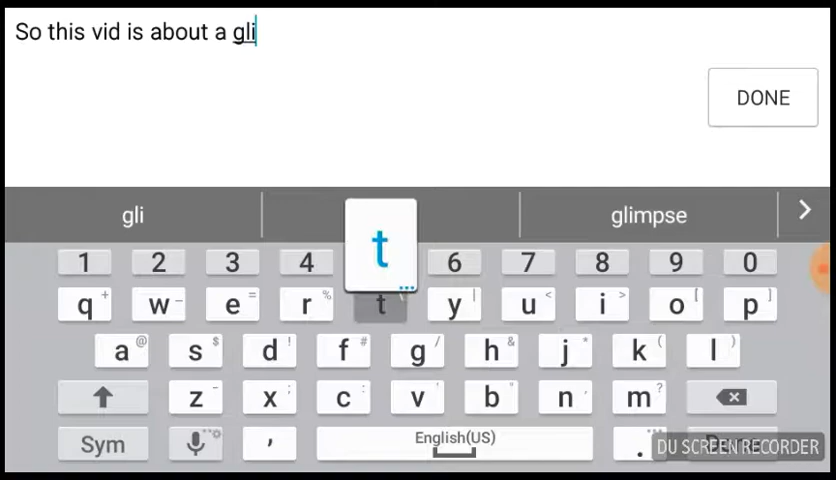 So this vid is about a gli
DONE
gli
glimpse
t
1 2 3 4 6 7 8 9 0
q + w - e = r % t \ y | u < i > o [ p ]
a @ s $ d ! f # g / h & j * k ( l )
z x ; c : v ' b " n , m ?
Sym , English(US) .
DU SCREEN RECORDER